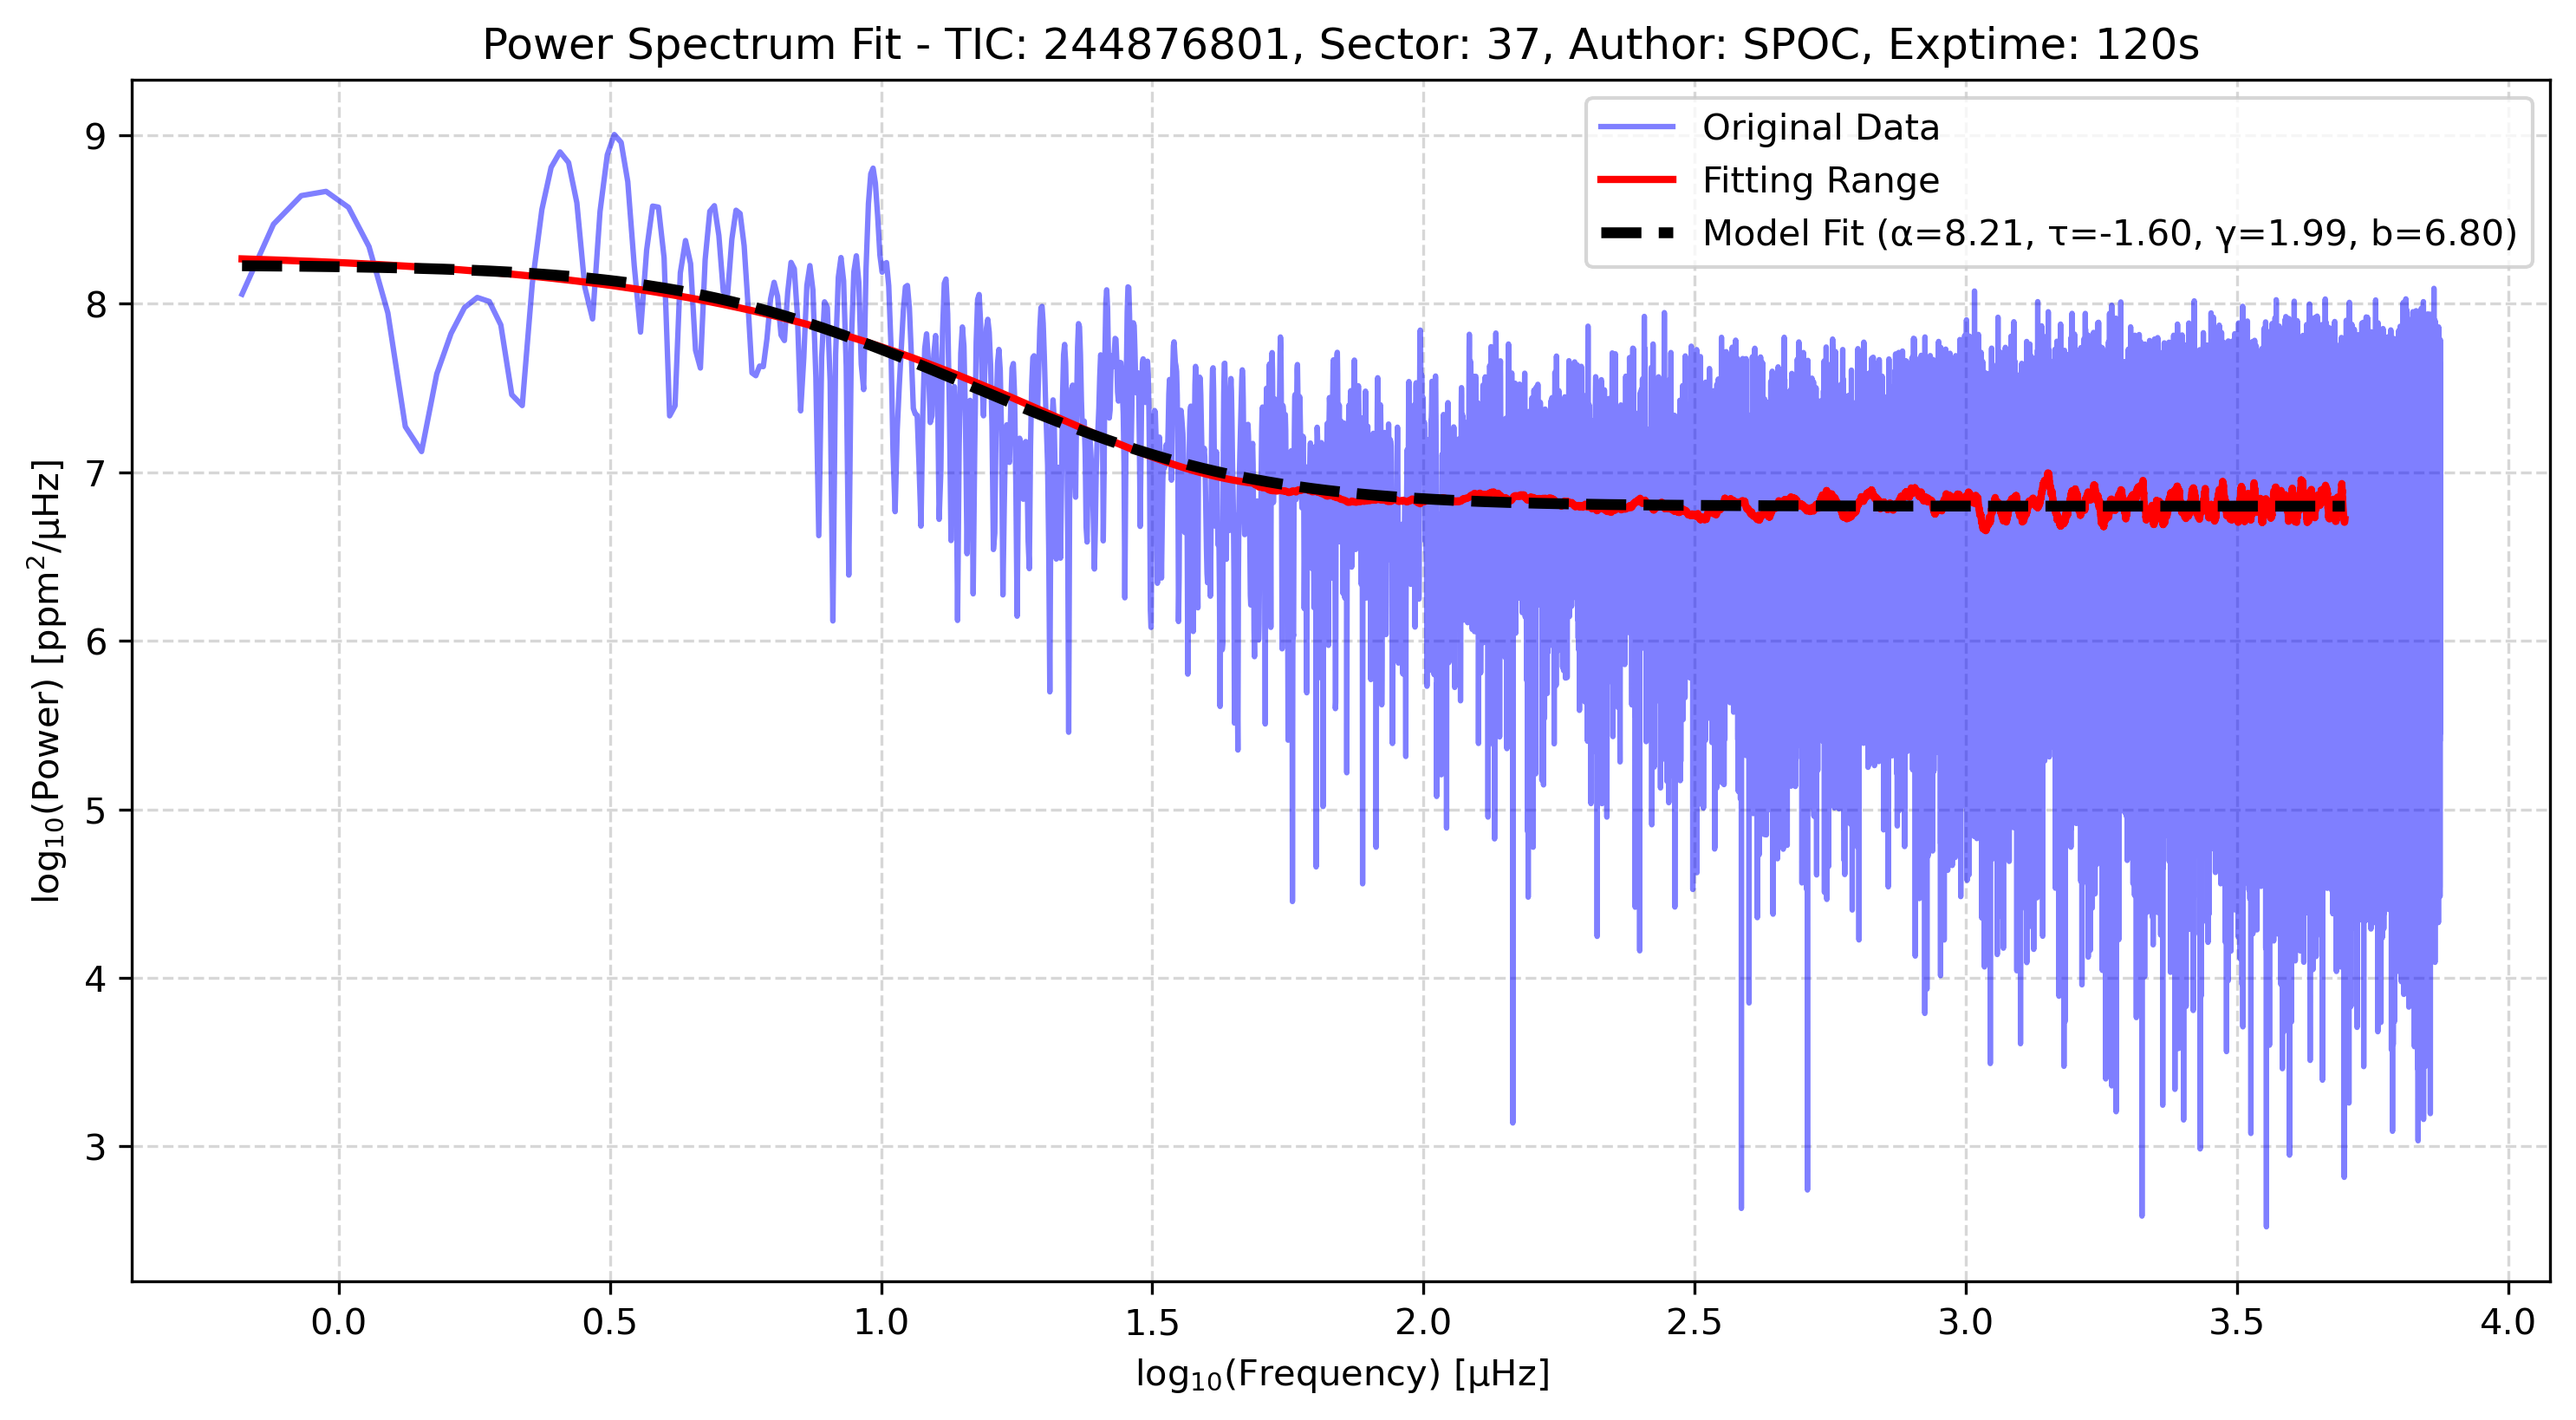 Power Spectrum Fit - TIC: 244876801, Sector: 37, Author: SPOC, Exptime: 120s
Original Data
Fitting Range
Model Fit (α=8.21, τ=-1.60, γ=1.99, b=6.80)
log₁₀(Power) [ppm²/μHz]
9
8
7
6
5
4
3
0.0 0.5 1.0 1.5 2.0 2.5 3.0 3.5 4.0
log₁₀(Frequency) [μHz]